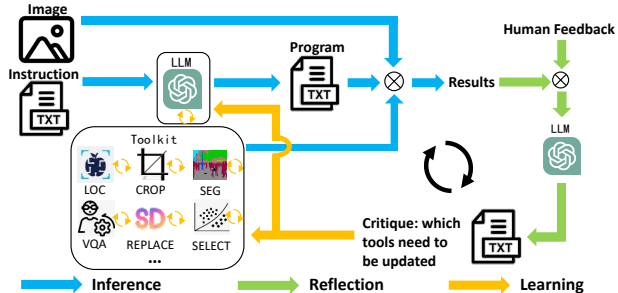 Image
Instruction
TXT
LLM
Program
TXT
Results
Human Feedback
LLM
Toolkit
LOC
CROP
SEG
VQA
SD
REPLACE
SELECT
...
Critique: which
tools need to
be updated
TXT
Inference
Reflection
Learning